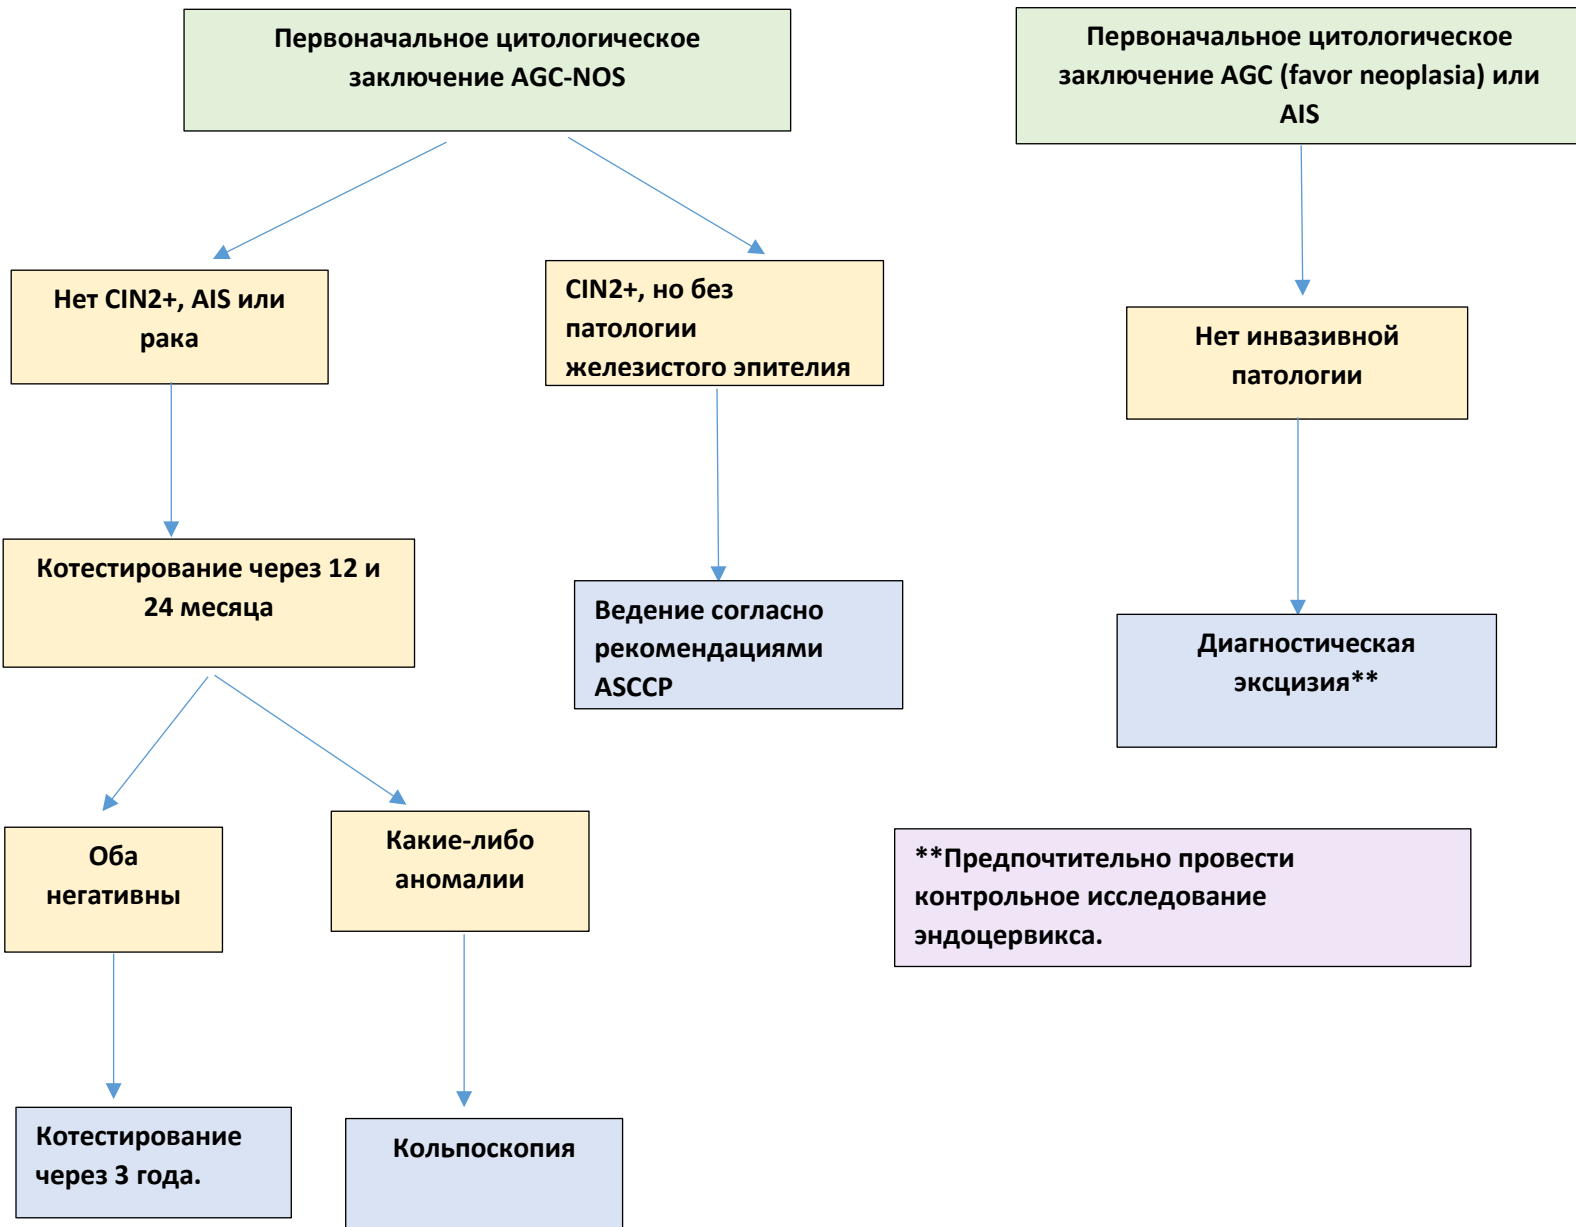 Первоначальное цитологическое
заключение AGC-NOS
Первоначальное цитологическое
заключение AGC (favor neoplasia) или
AIS
Нет CIN2+, AIS или
рака
CIN2+, но без
патологии
железистого эпителия
Нет инвазивной
патологии
Котестирование через 12 и
24 месяца
Ведение согласно
рекомендациями
ASCCP
Диагностическая
эксцизия**
Оба
негативны
Какие-либо
аномалии
**Предпочтительно провести
контрольное исследование
эндоцервикса.
Котестирование
через 3 года.
Кольпоскопия